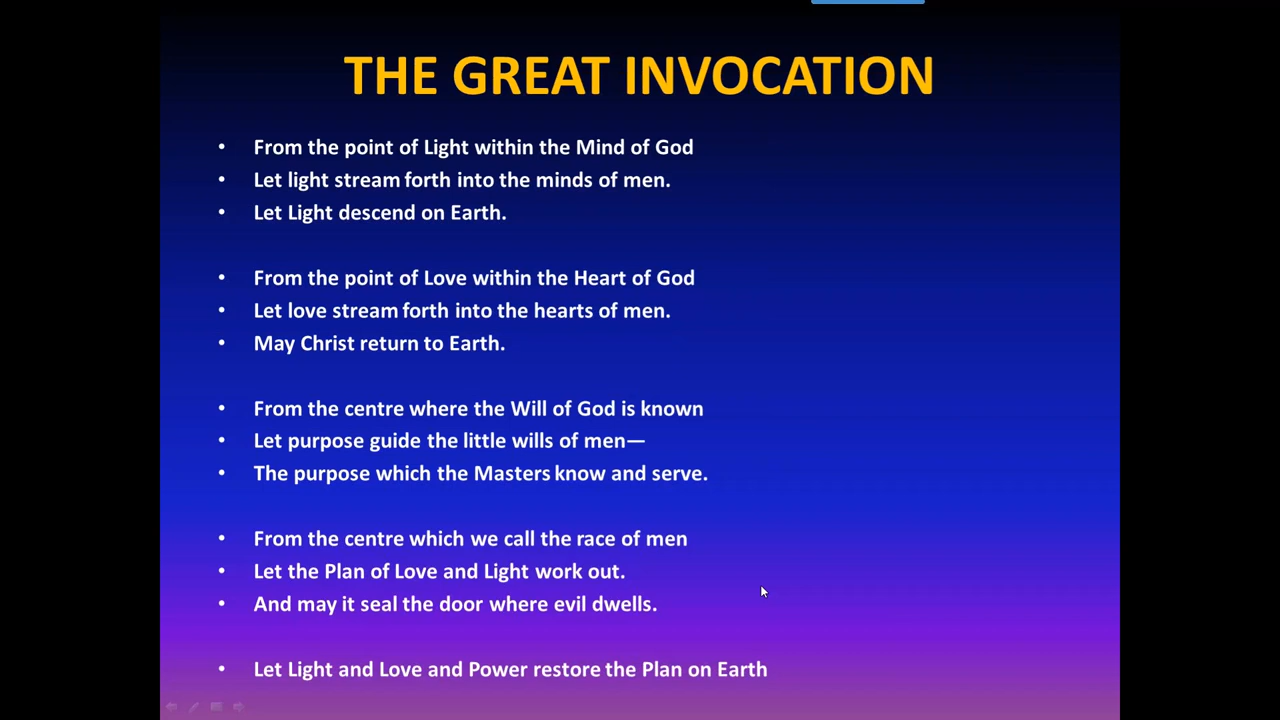 THE GREAT INVOCATION
• From the point of Light within the Mind of God
• Let light stream forth into the minds of men.
• Let Light descend on Earth.
• From the point of Love within the Heart of God
• Let love stream forth into the hearts of men.
• May Christ return to Earth.
• From the centre where the Will of God is known
• Let purpose guide the little wills of men—
• The purpose which the Masters know and serve.
• From the centre which we call the race of men
• Let the Plan of Love and Light work out.
• And may it seal the door where evil dwells.
• Let Light and Love and Power restore the Plan on Earth